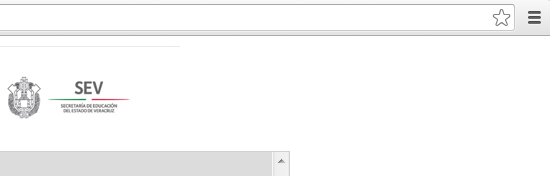 SEV
SECRETARÍA DE EDUCACIÓN
DEL ESTADO DE VERACRUZ